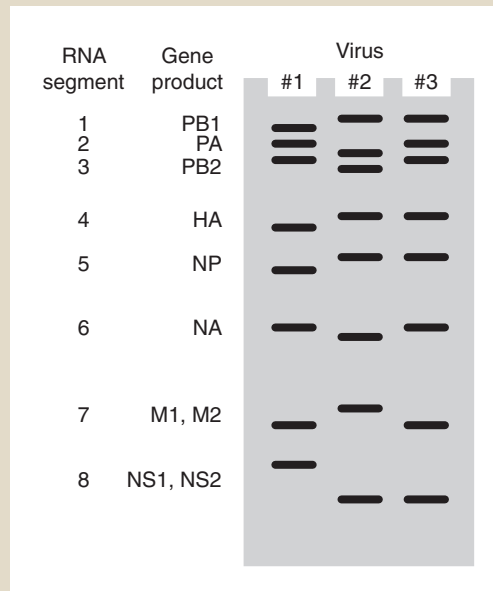 RNA segment Gene product Virus
#1 #2 #3
1 PB1
2 PA
3 PB2
4 HA
5 NP
6 NA
7 M1, M2
8 NS1, NS2